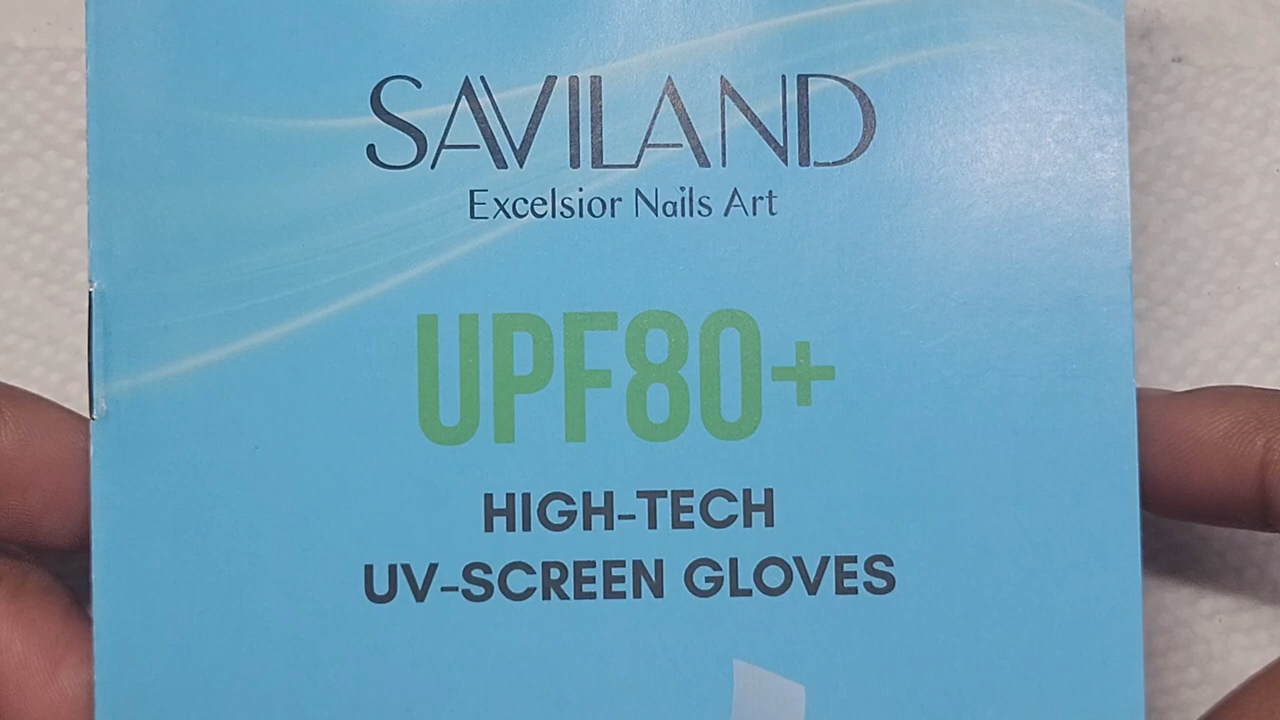 SAVILAND
Excelsior Nails Art
UPF80+
HIGH-TECH
UV-SCREEN GLOVES